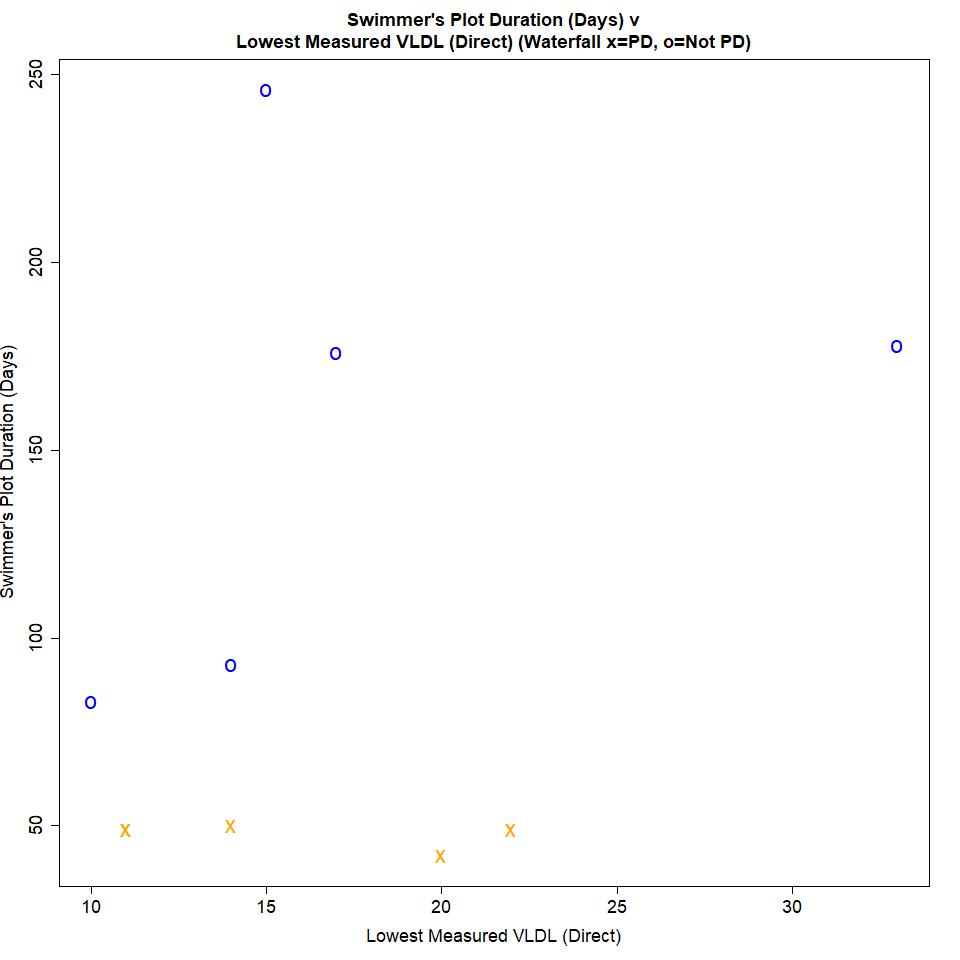 Swimmer's Plot Duration (Days) v
Lowest Measured VLDL (Direct) (Waterfall x=PD, o=Not PD)
Swimmer's Plot Duration (Days)
250
200
150
100
50
o
o
o
o
o
x
x
x
x
10
15
20
25
30
Lowest Measured VLDL (Direct)